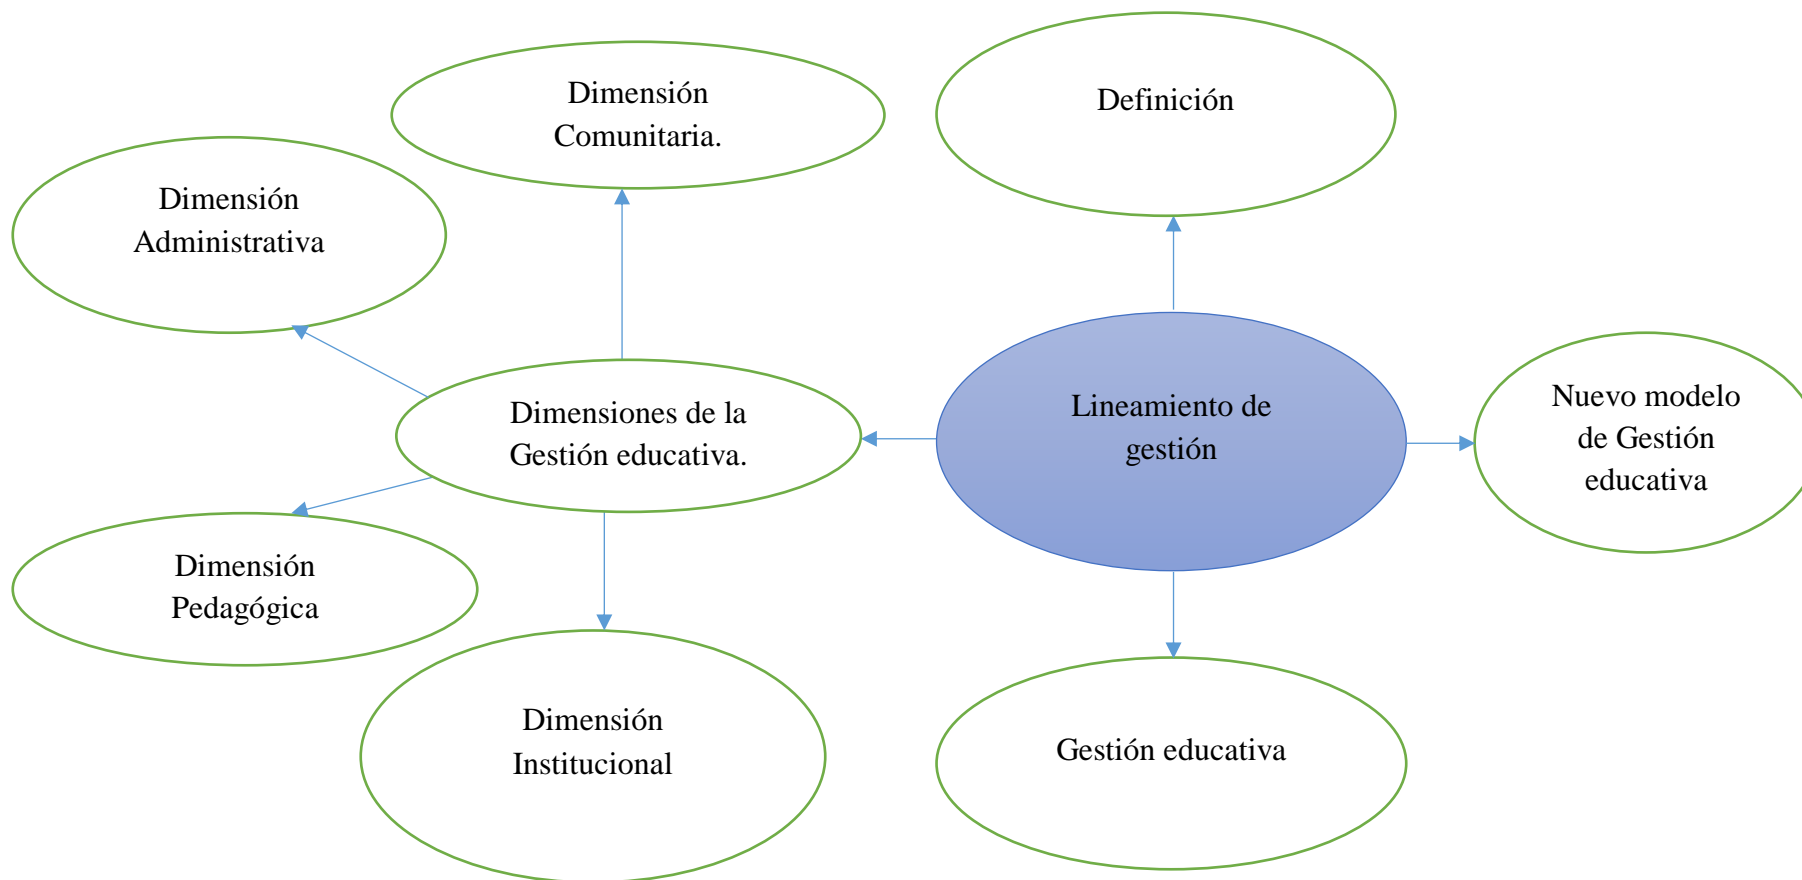 Dimensión
Comunitaria.
Definición
Dimensión
Administrativa
Dimensiones de la
Gestión educativa.
Lineamiento de
gestión
Nuevo modelo
de Gestión
educativa
Dimensión
Pedagógica
Dimensión
Institucional
Gestión educativa